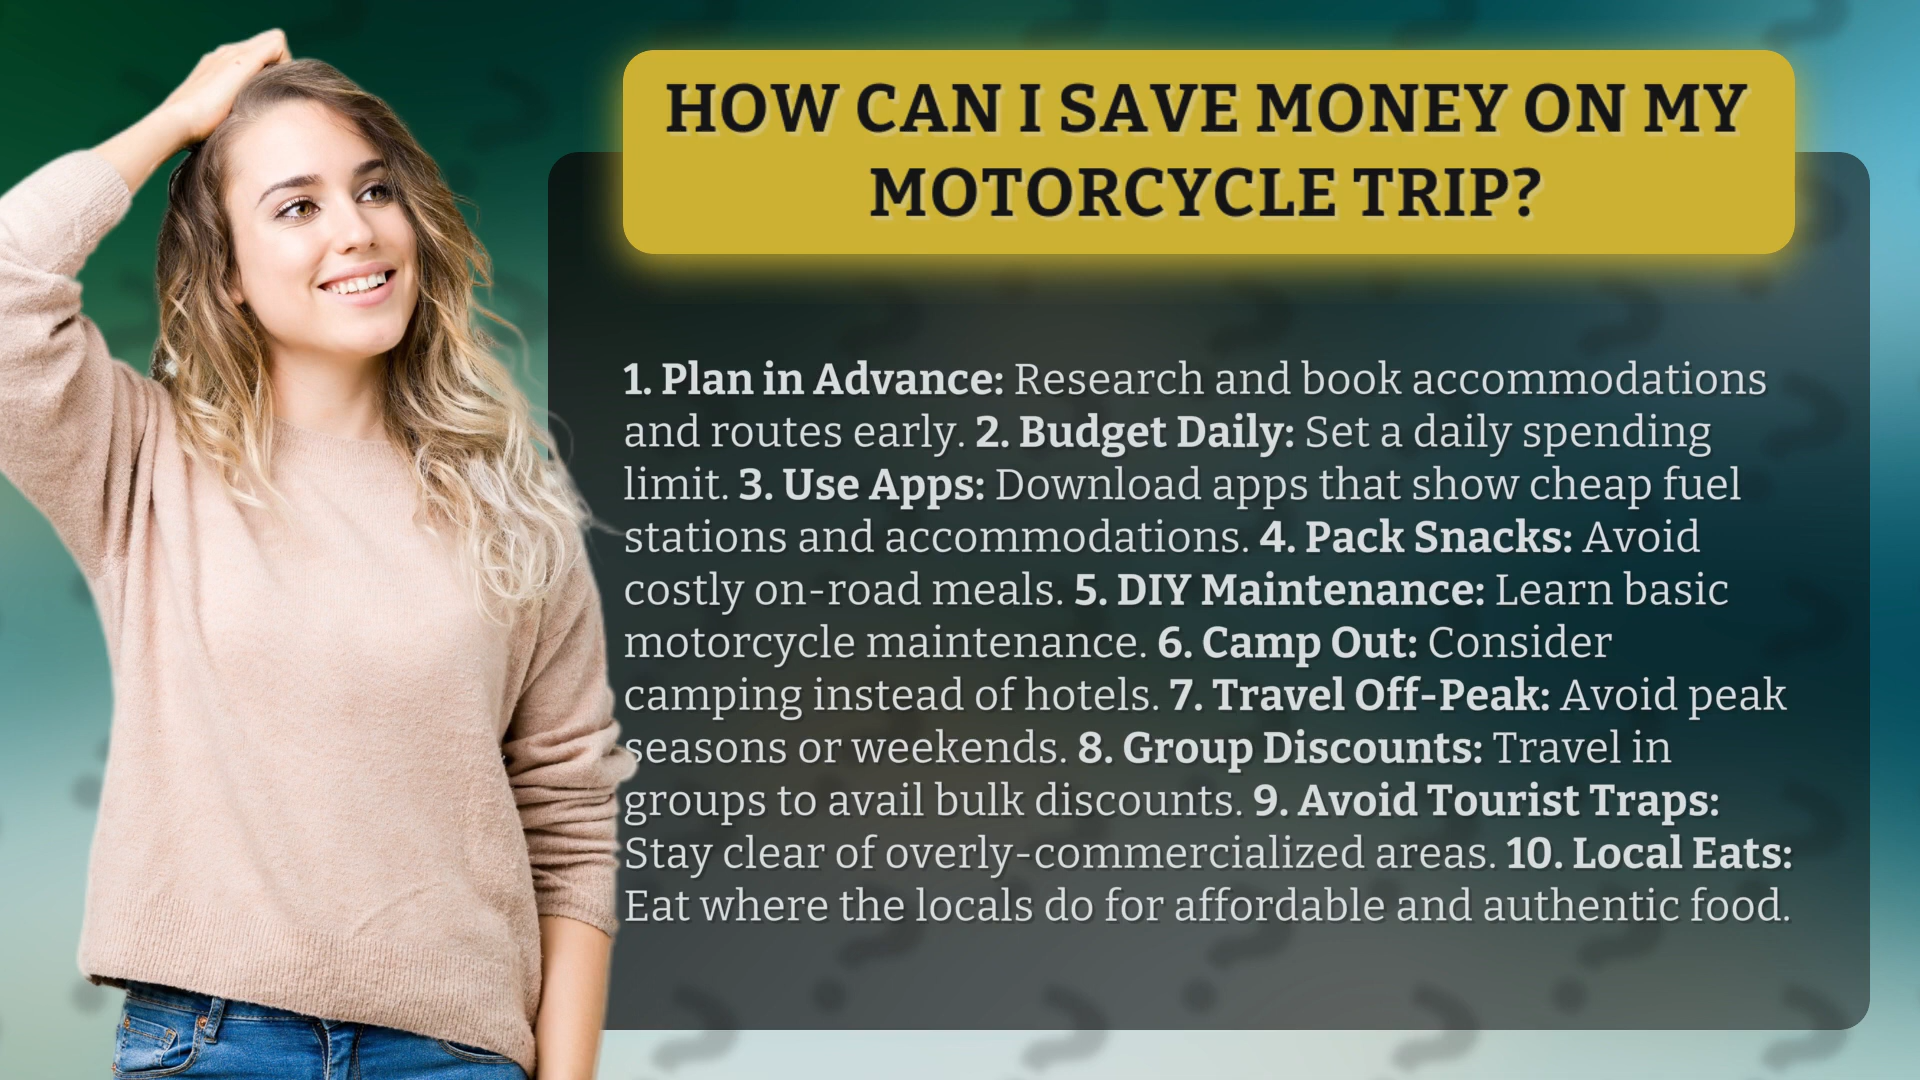 HOW CAN I SAVE MONEY ON MY
MOTORCYCLE TRIP?
1. Plan in Advance: Research and book accommodations
and routes early. 2. Budget Daily: Set a daily spending
limit. 3. Use Apps: Download apps that show cheap fuel
stations and accommodations. 4. Pack Snacks: Avoid
costly on-road meals. 5. DIY Maintenance: Learn basic
motorcycle maintenance. 6. Camp Out: Consider
camping instead of hotels. 7. Travel Off-Peak: Avoid peak
seasons or weekends. 8. Group Discounts: Travel in
groups to avail bulk discounts. 9. Avoid Tourist Traps:
Stay clear of overly-commercialized areas. 10. Local Eats:
Eat where the locals do for affordable and authentic food.